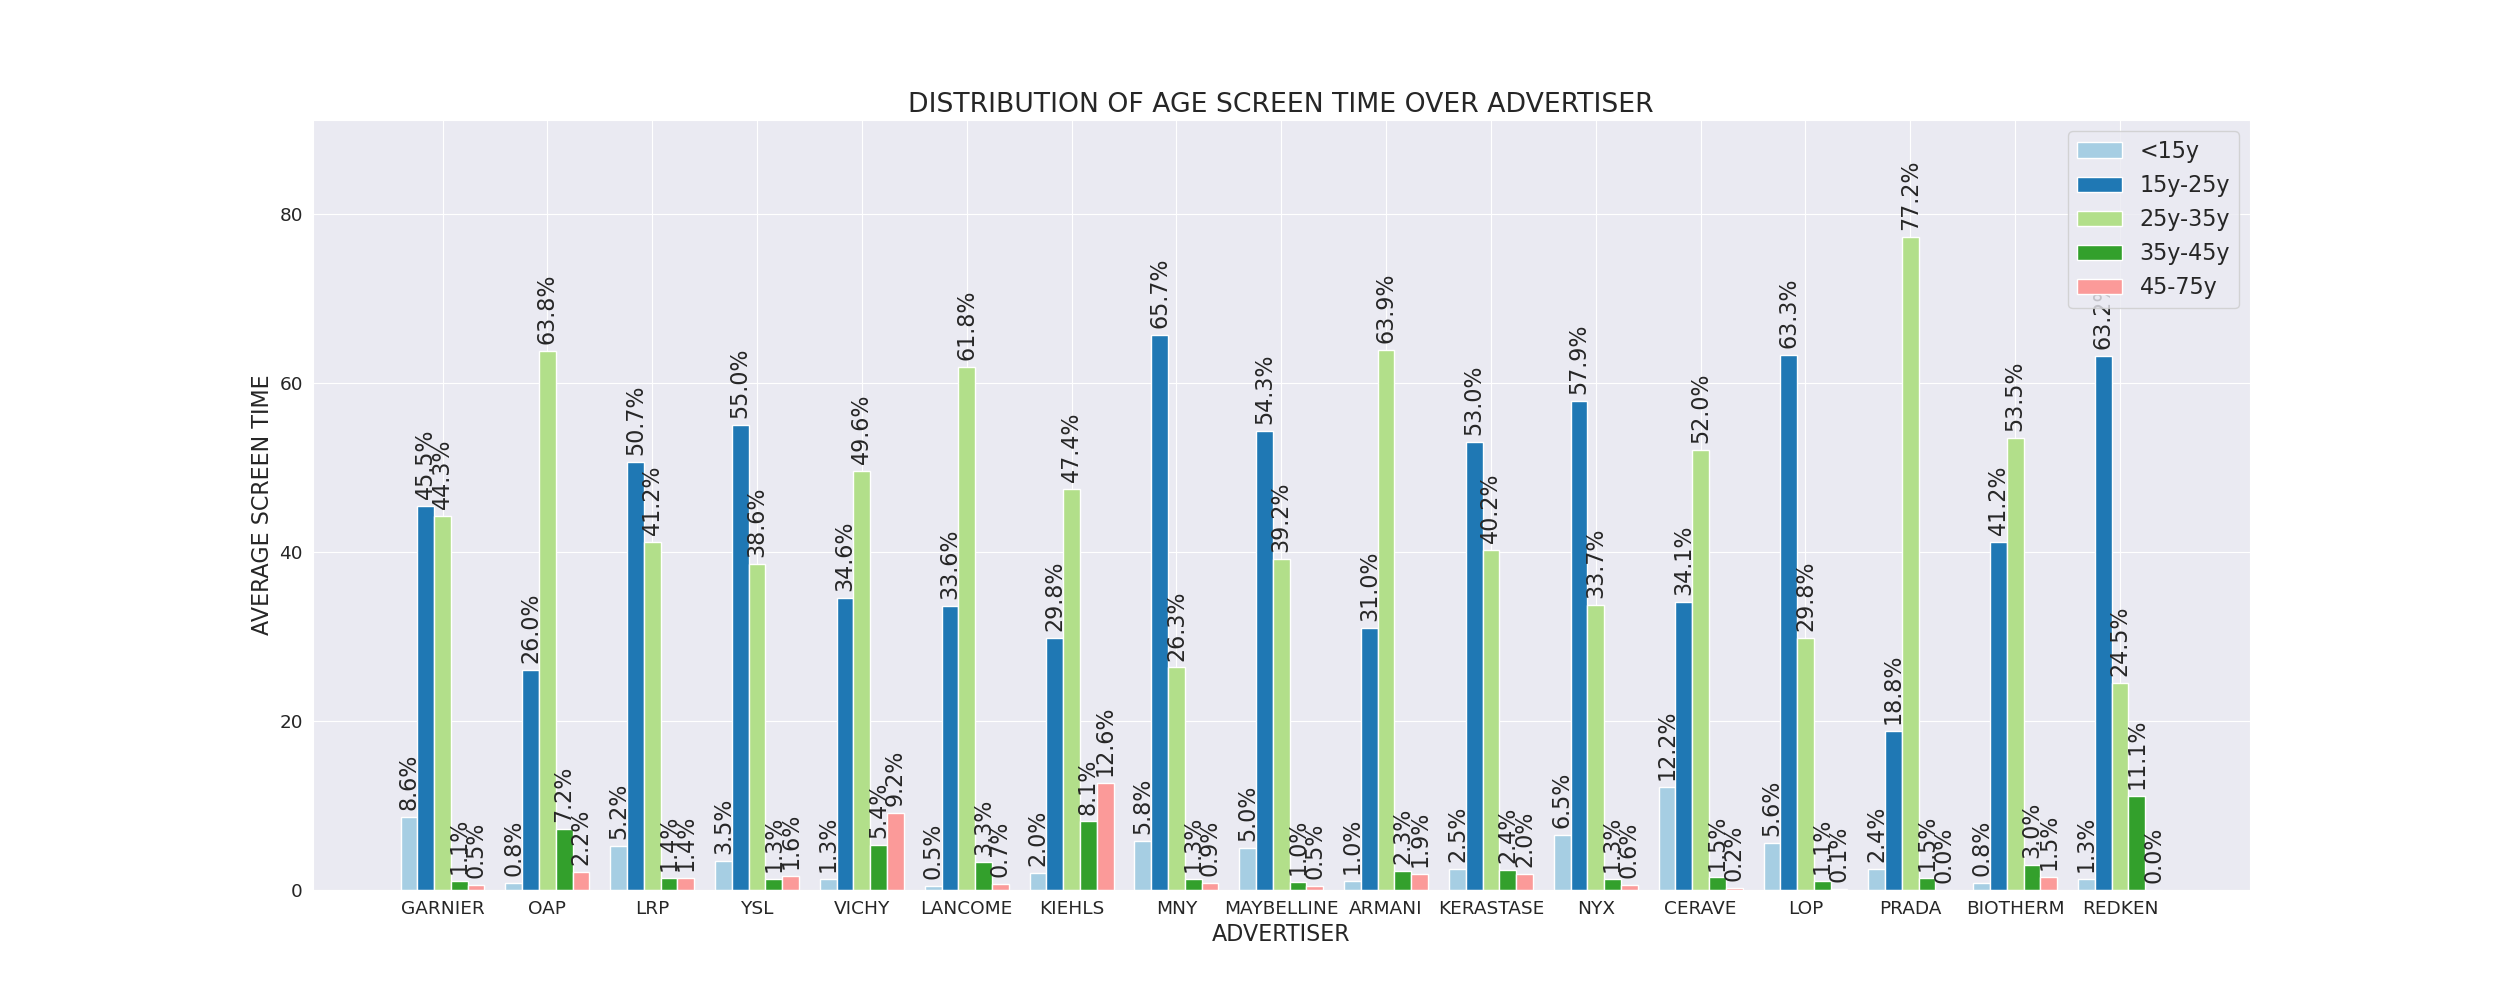 DISTRIBUTION OF AGE SCREEN TIME OVER ADVERTISER
<15y
15y-25y
25y-35y
35y-45y
45-75y
AVERAGE SCREEN TIME
80
60
40
20
0
8.6% 45.5% 44.3% 1.1% 0.5%
0.8% 26.0% 63.8% 7.2% 2.2%
5.2% 50.7% 41.2% 1.4% 1.4%
3.5% 55.0% 38.6% 1.3% 1.6%
1.3% 34.6% 49.6% 5.4% 9.2%
0.5% 33.6% 61.8% 3.3% 0.7%
2.0% 29.8% 47.4% 8.1% 12.6%
5.8% 65.7% 26.3% 1.3% 0.9%
5.0% 54.3% 39.2% 1.0% 0.5%
1.0% 31.0% 63.9% 2.3% 1.9%
2.5% 53.0% 40.2% 2.4% 2.0%
6.5% 57.9% 33.7% 1.3% 0.6%
12.2% 34.1% 52.0% 1.5% 0.2%
5.6% 63.3% 29.8% 1.1% 0.1%
2.4% 18.8% 77.2% 1.5% 0.0%
0.8% 41.2% 53.5% 3.0% 1.5%
1.3% 63.2% 24.5% 11.1% 0.0%
GARNIER OAP LRP YSL VICHY LANCOME KIEHLS MNY MAYBELLINE ARMANI KERASTASE NYX CERAVE LOP PRADA BIOTHERM REDKEN
ADVERTISER